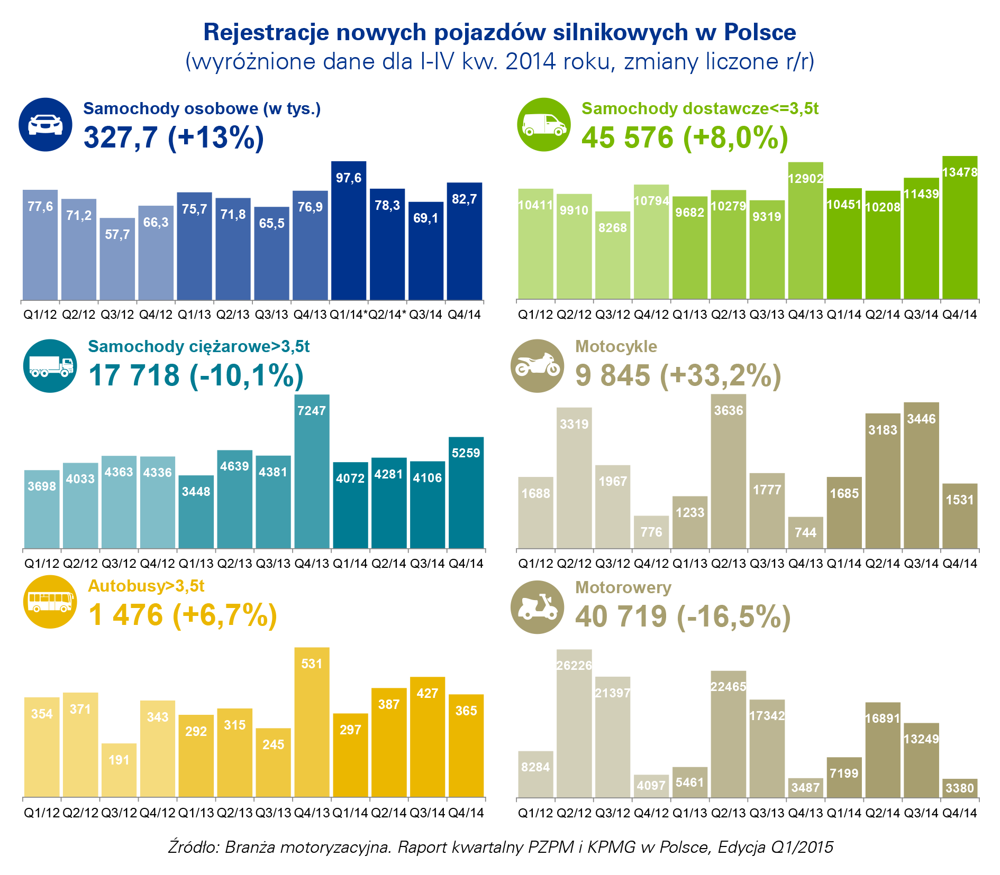 Rejestracje nowych pojazdów silnikowych w Polsce
(wyróżnione dane dla I-IV kw. 2014 roku, zmiany liczone r/r)
Samochody osobowe (w tys.)
327,7 (+13%)
77,6 71,2 57,7 66,3 75,7 71,8 65,5 76,9 97,6 78,3 69,1 82,7
Q1/12 Q2/12 Q3/12 Q4/12 Q1/13 Q2/13 Q3/13 Q4/13 Q1/14* Q2/14* Q3/14 Q4/14
Samochody dostawcze<=3,5t
45 576 (+8,0%)
10411 9910 8268 10794 9682 10279 9319 12902 10451 10208 11439 13478
Q1/12 Q2/12 Q3/12 Q4/12 Q1/13 Q2/13 Q3/13 Q4/13 Q1/14 Q2/14 Q3/14 Q4/14
Samochody ciężarowe>3,5t
17 718 (-10,1%)
3698 4033 4363 4336 3448 4639 4381 7247 4072 4281 4106 5259
Q1/12 Q2/12 Q3/12 Q4/12 Q1/13 Q2/13 Q3/13 Q4/13 Q1/14 Q2/14 Q3/14 Q4/14
Motocykle
9 845 (+33,2%)
1688 3319 1967 776 1233 3636 1777 744 1685 3183 3446 1531
Q1/12 Q2/12 Q3/12 Q4/12 Q1/13 Q2/13 Q3/13 Q4/13 Q1/14 Q2/14 Q3/14 Q4/14
Autobusy>3,5t
1 476 (+6,7%)
354 371 191 343 292 315 245 531 297 387 427 365
Q1/12 Q2/12 Q3/12 Q4/12 Q1/13 Q2/13 Q3/13 Q4/13 Q1/14 Q2/14 Q3/14 Q4/14
Motorowery
40 719 (-16,5%)
8284 26226 21397 4097 5461 22465 17342 3487 7199 16891 13249 3380
Q1/12 Q2/12 Q3/12 Q4/12 Q1/13 Q2/13 Q3/13 Q4/13 Q1/14 Q2/14 Q3/14 Q4/14
Źródło: Branża motoryzacyjna. Raport kwartalny PZPM i KPMG w Polsce, Edycja Q1/2015